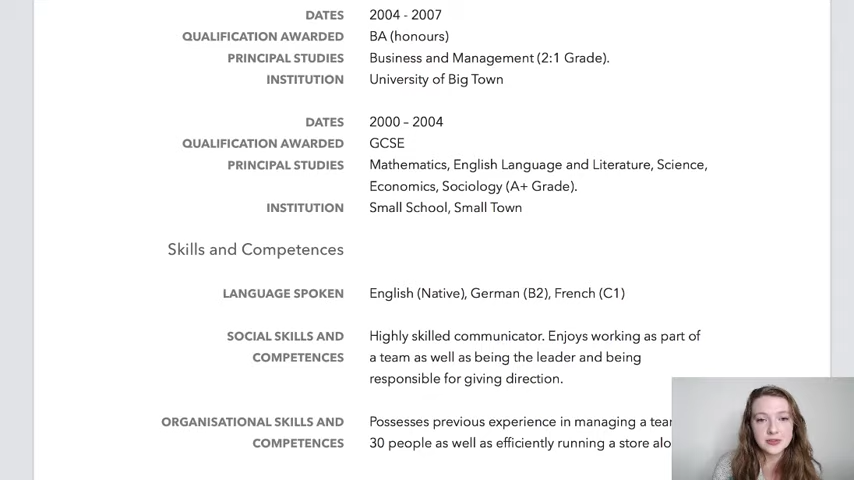 DATES 2004 - 2007
QUALIFICATION AWARDED BA (honours)
PRINCIPAL STUDIES Business and Management (2:1 Grade).
INSTITUTION University of Big Town
DATES 2000 – 2004
QUALIFICATION AWARDED GCSE
PRINCIPAL STUDIES Mathematics, English Language and Literature, Science,
Economics, Sociology (A+ Grade).
INSTITUTION Small School, Small Town
Skills and Competences
LANGUAGE SPOKEN English (Native), German (B2), French (C1)
SOCIAL SKILLS AND Highly skilled communicator. Enjoys working as part of
COMPETENCES a team as well as being the leader and being
responsible for giving direction.
ORGANISATIONAL SKILLS AND Possesses previous experience in managing a
COMPETENCES 30 people as well as efficiently running a store